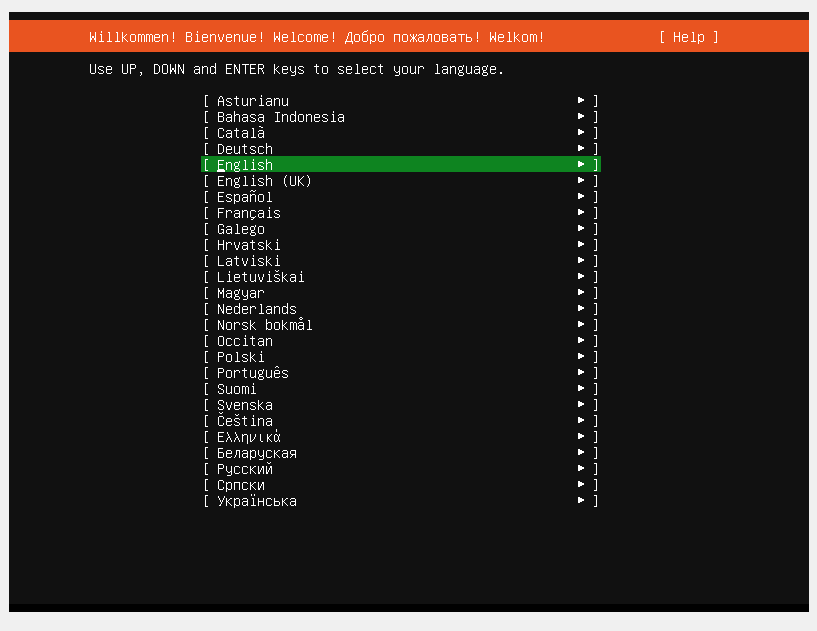 Willkommen! Bienvenue! Welcome! Добро пожаловать! Welkom! [ Help ]
Use UP, DOWN and ENTER keys to select your language.
[ Asturianu ► ]
[ Bahasa Indonesia ► ]
[ Català ► ]
[ Deutsch ► ]
[ English ► ]
[ English (UK) ► ]
[ Español ► ]
[ Français ► ]
[ Galego ► ]
[ Hrvatski ► ]
[ Latviski ► ]
[ Lietuviškai ► ]
[ Magyar ► ]
[ Nederlands ► ]
[ Norsk bokmål ► ]
[ Occitan ► ]
[ Polski ► ]
[ Português ► ]
[ Suomi ► ]
[ Svenska ► ]
[ Čeština ► ]
[ Ελληνικά ► ]
[ Беларуская ► ]
[ Русский ► ]
[ Српски ► ]
[ Українська ► ]